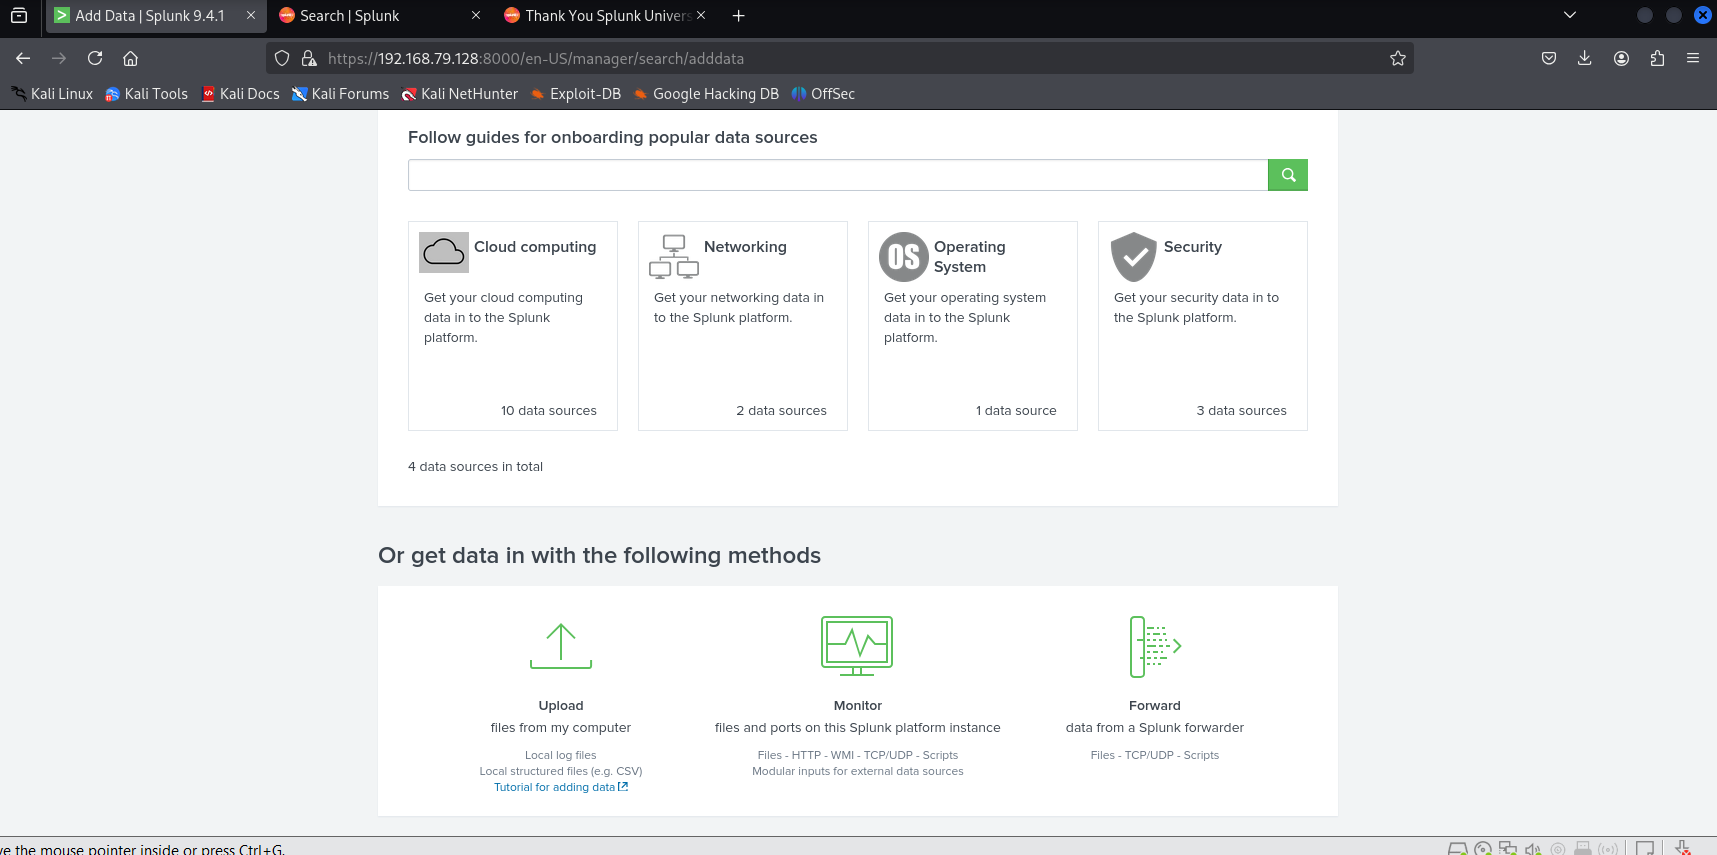 Add Data | Splunk 9.4.1
Search | Splunk
Thank You Splunk Univers
https://192.168.79.128:8000/en-US/manager/search/adddata
Kali Linux
Kali Tools
Kali Docs
Kali Forums
Kali NetHunter
Exploit-DB
Google Hacking DB
OffSec
Follow guides for onboarding popular data sources
Cloud computing
Get your cloud computing
data in to the Splunk
platform.
10 data sources
Networking
Get your networking data in
to the Splunk platform.
2 data sources
OS
Operating
System
Get your operating system
data in to the Splunk
platform.
1 data source
Security
Get your security data in to
the Splunk platform.
3 data sources
4 data sources in total
Or get data in with the following methods
Upload
files from my computer
Local log files
Local structured files (e.g. CSV)
Tutorial for adding data
Monitor
files and ports on this Splunk platform instance
Files - HTTP - WMI - TCP/UDP - Scripts
Modular inputs for external data sources
Forward
data from a Splunk forwarder
Files - TCP/UDP - Scripts
ve the mouse pointer inside or press Ctrl+G.